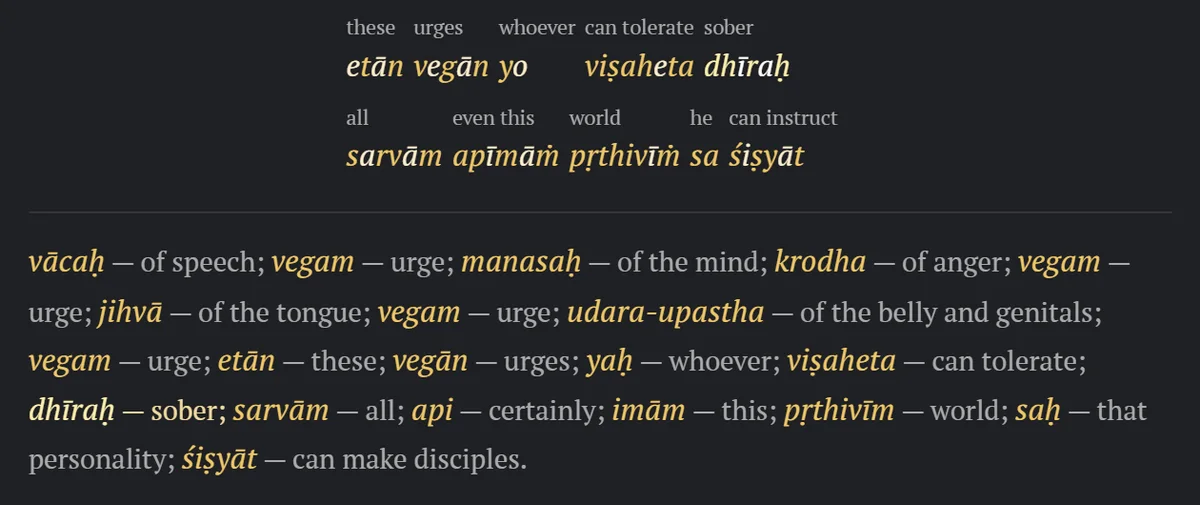 these urges whoever can tolerate sober
etān vegān yo viṣaheta dhīraḥ
all even this world he can instruct
sarvām apīmāṁ pṛthivīṁ sa śiṣyāt
vācaḥ — of speech; vegam — urge; manasaḥ — of the mind; krodha — of anger; vegam —
urge; jihvā — of the tongue; vegam — urge; udara-upastha — of the belly and genitals;
vegam — urge; etān — these; vegān — urges; yaḥ — whoever; viṣaheta — can tolerate;
dhīraḥ — sober; sarvām — all; api — certainly; imām — this; pṛthivīm — world; saḥ — that
personality; śiṣyāt — can make disciples.